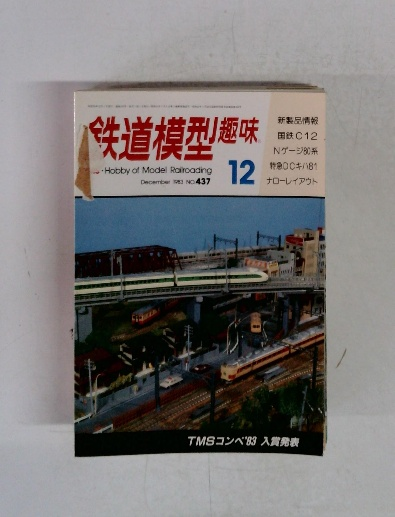 鉄道模型趣味
・Hobby of Model Railroading
December 1983 NO.437
12
新製品情報
国鉄C12
Nゲージ80系
特急DCキハ81
ナローレイアウト
TMSコンペ'83 入賞発表